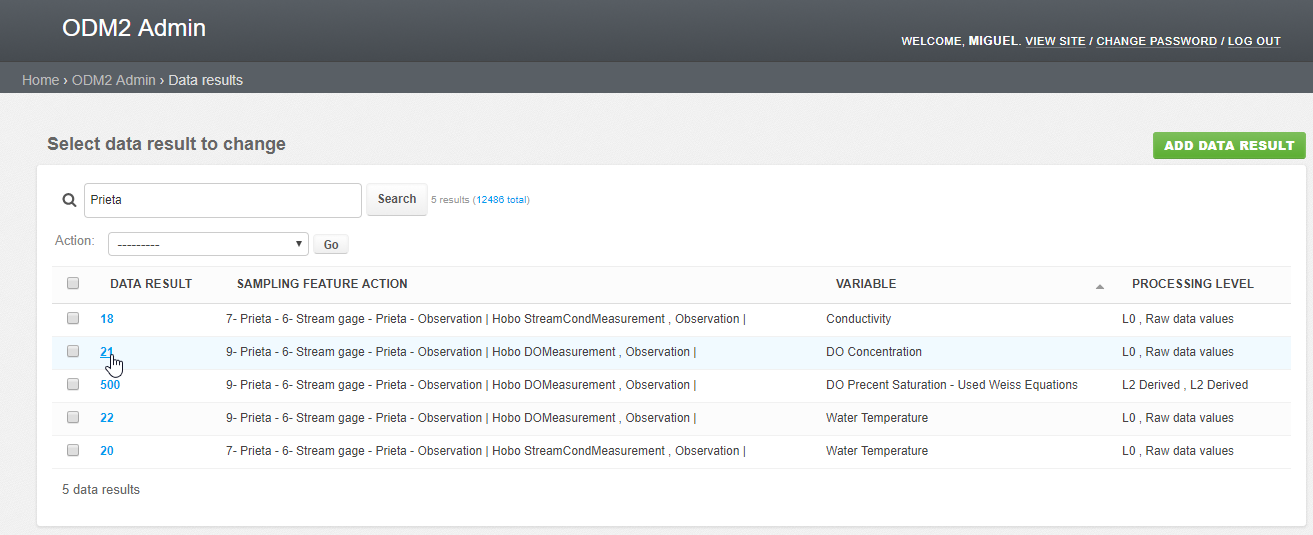 ODM2 Admin
WELCOME, MIGUEL. VIEW SITE / CHANGE PASSWORD / LOG OUT
Home › ODM2 Admin › Data results
Select data result to change
ADD DATA RESULT
Prieta Search 5 results (12486 total)
Action: --------- Go
DATA RESULT SAMPLING FEATURE ACTION VARIABLE PROCESSING LEVEL
18 7- Prieta - 6- Stream gage - Prieta - Observation | Hobo StreamCondMeasurement , Observation | Conductivity L0 , Raw data values
21 9- Prieta - 6- Stream gage - Prieta - Observation | Hobo DOMeasurement , Observation | DO Concentration L0 , Raw data values
500 9- Prieta - 6- Stream gage - Prieta - Observation | Hobo DOMeasurement , Observation | DO Precent Saturation - Used Weiss Equations L2 Derived , L2 Derived
22 9- Prieta - 6- Stream gage - Prieta - Observation | Hobo DOMeasurement , Observation | Water Temperature L0 , Raw data values
20 7- Prieta - 6- Stream gage - Prieta - Observation | Hobo StreamCondMeasurement , Observation | Water Temperature L0 , Raw data values
5 data results